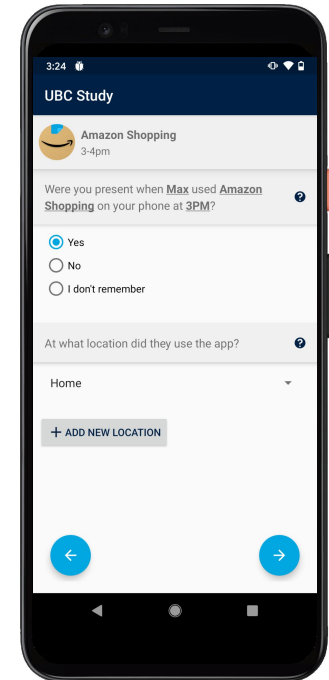 3:24
UBC Study
Amazon Shopping
3-4pm
Were you present when Max used Amazon
Shopping on your phone at 3PM?
Yes
No
I don't remember
At what location did they use the app?
Home
+ ADD NEW LOCATION